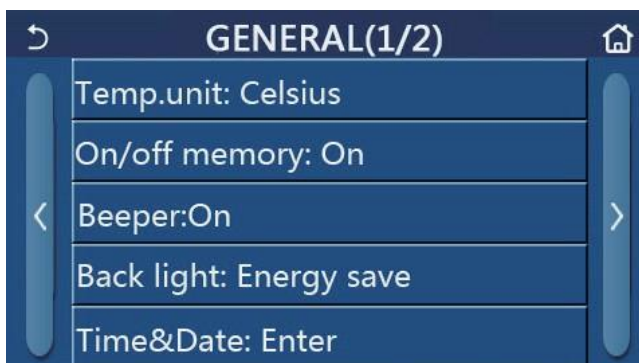 GENERAL(1/2)
Temp.unit: Celsius
On/off memory: On
Beeper:On
Back light: Energy save
Time&Date: Enter